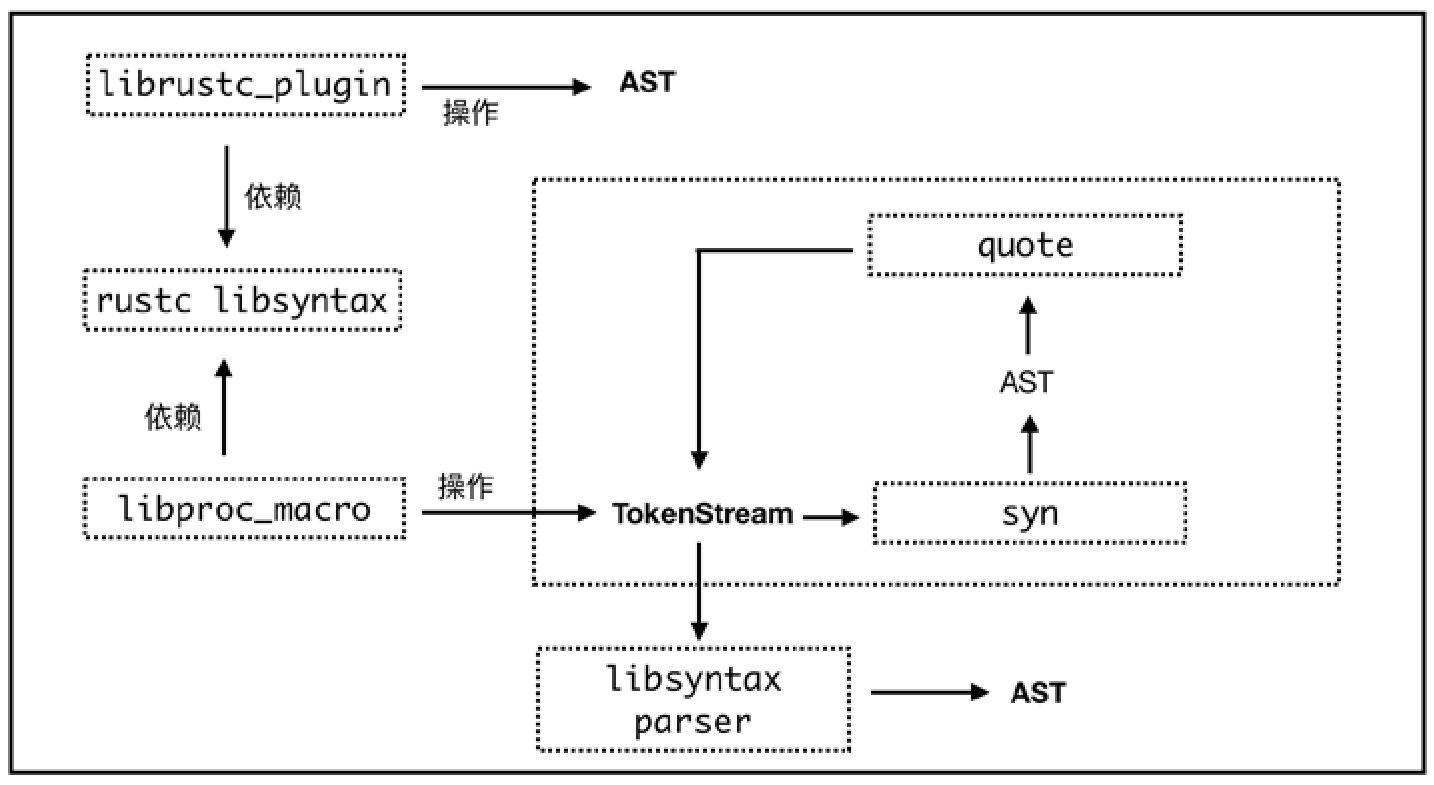 librustc_plugin
操作
AST
依赖
rustc libsyntax
依赖
libproc_macro
操作
TokenStream
quote
AST
syn
libsyntax
parser
AST